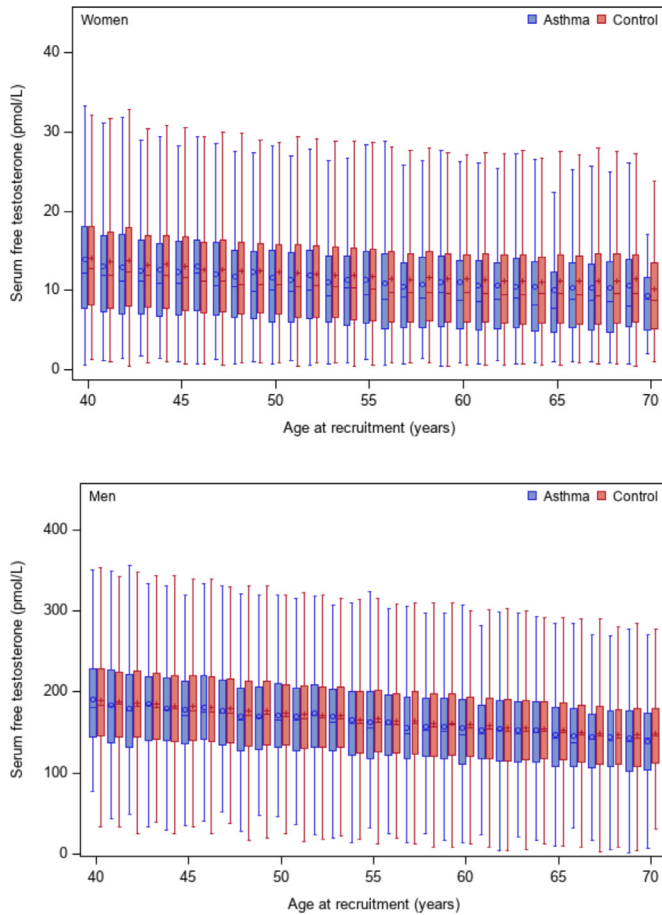 Women
Asthma Control
Serum free testosterone (pmol/L)
40
30
20
10
0
40 45 50 55 60 65 70
Age at recruitment (years)
Men
Asthma Control
Serum free testosterone (pmol/L)
400
300
200
100
0
40 45 50 55 60 65 70
Age at recruitment (years)